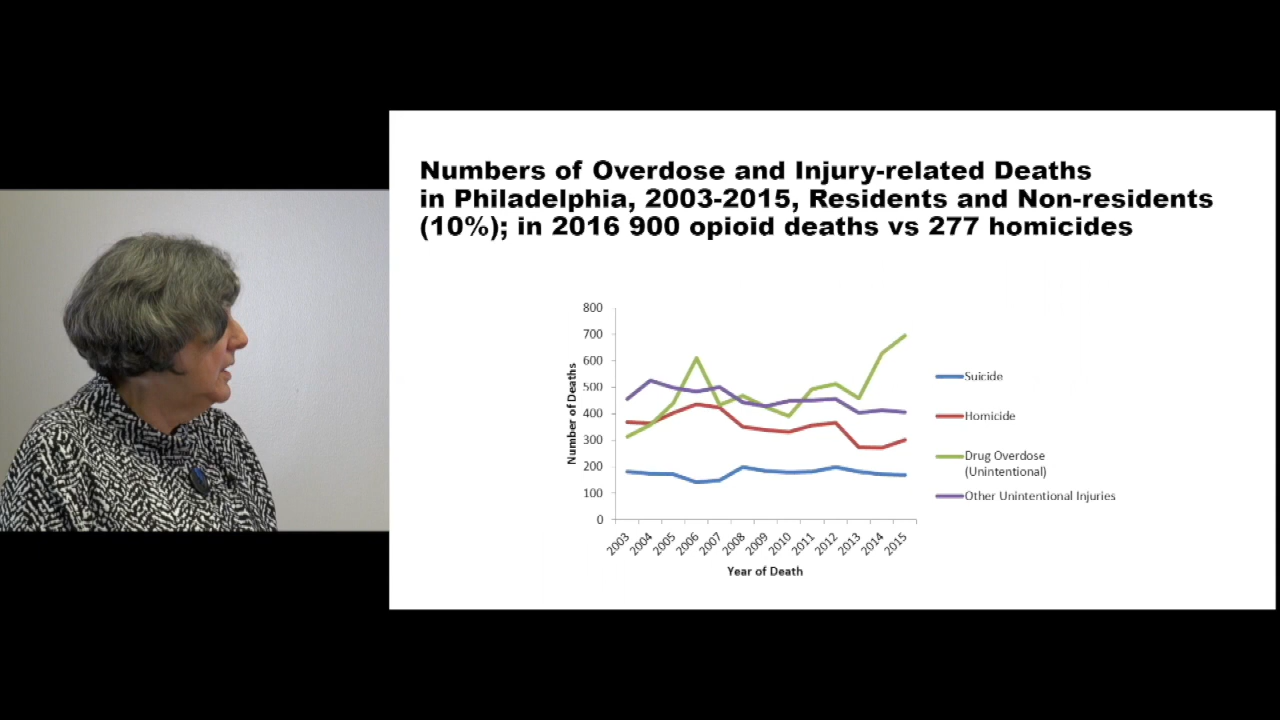 Numbers of Overdose and Injury-related Deaths
in Philadelphia, 2003-2015, Residents and Non-residents
(10%); in 2016 900 opioid deaths vs 277 homicides
800
700
600
500
400
300
200
100
0
Number of Deaths
2003
2004
2005
2006
2007
2008
2009
2010
2011
2012
2013
2014
2015
Year of Death
Suicide
Homicide
Drug Overdose
(Unintentional)
Other Unintentional Injuries